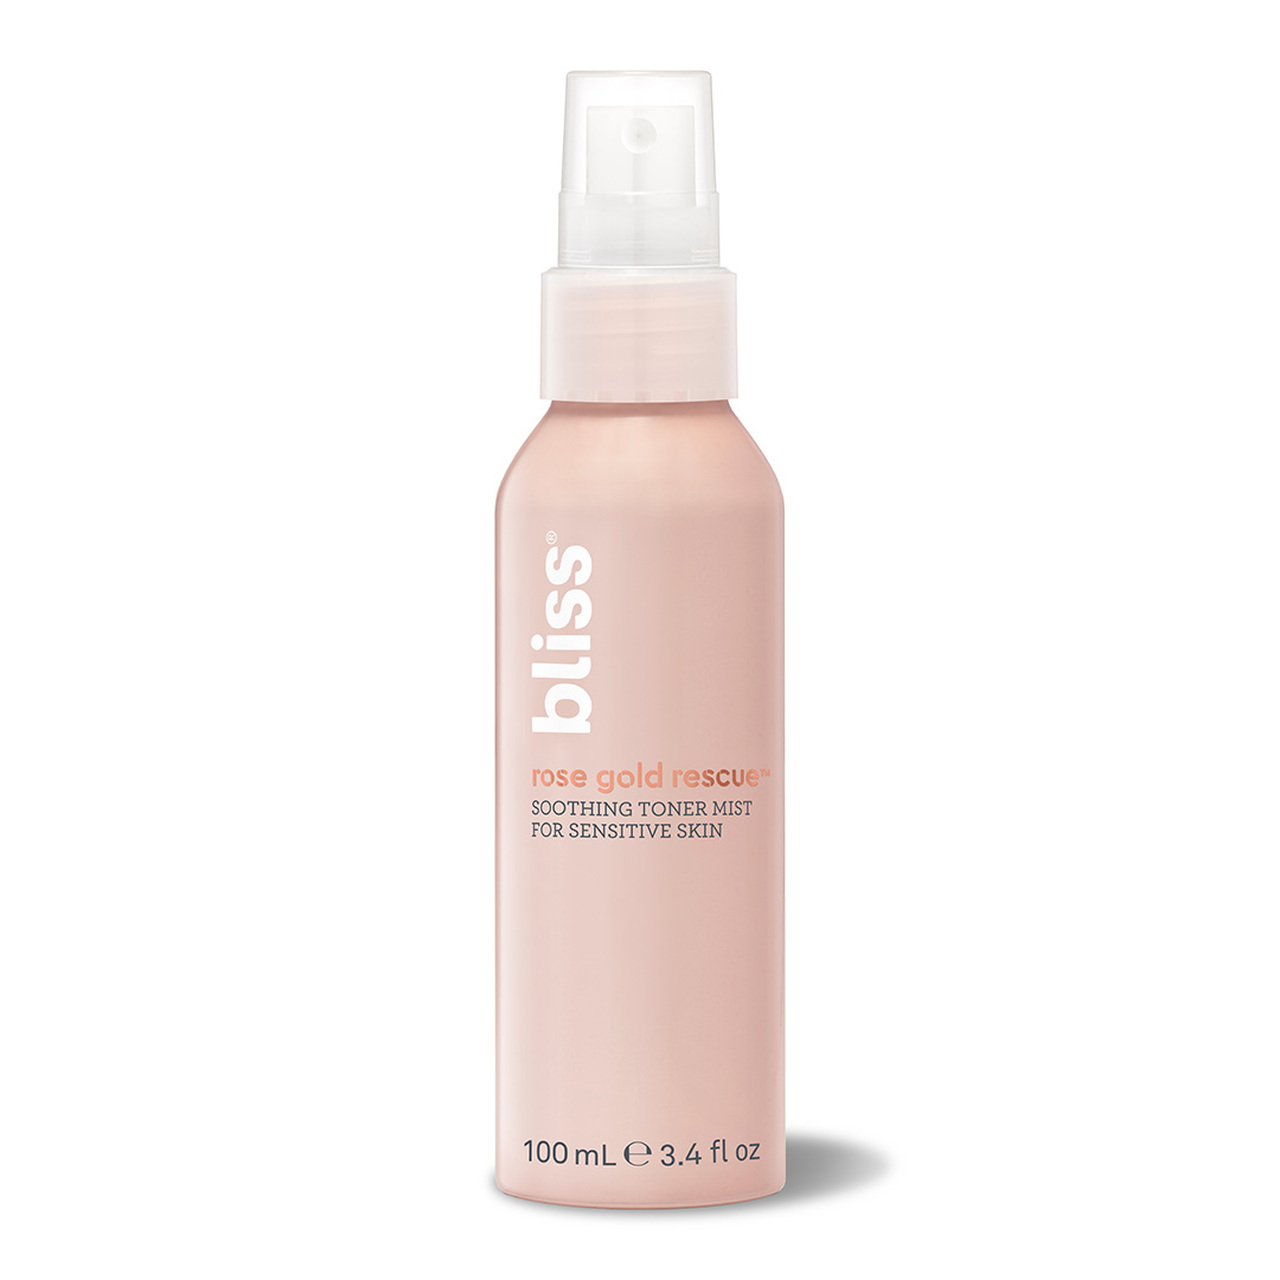 bliss®
rose gold rescue™
SOOTHING TONER MIST
FOR SENSITIVE SKIN
100 mL ℮ 3.4 fl oz